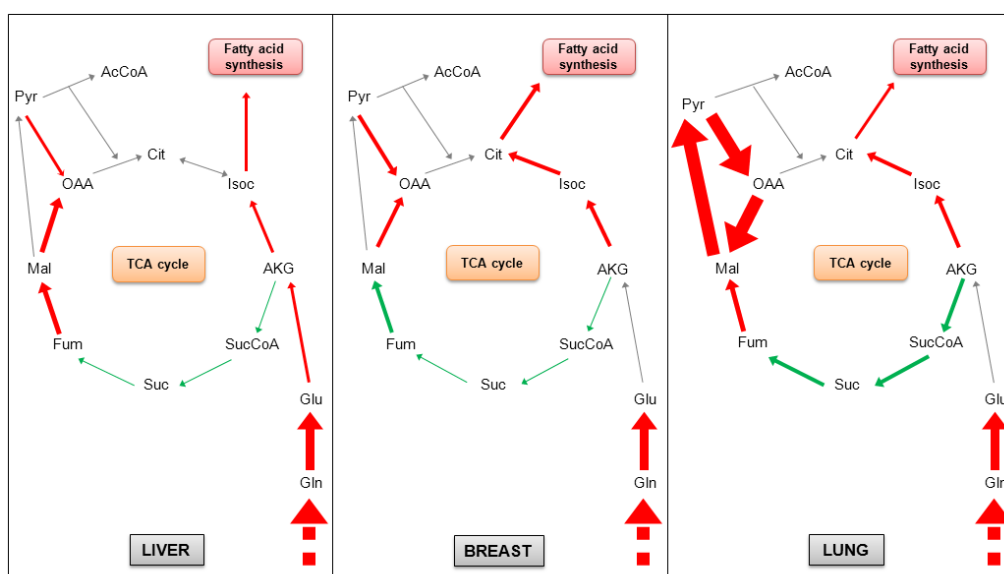 Fatty acid
synthesis
AcCoA
Pyr
Cit
OAA
Isoc
TCA cycle
Mal
AKG
Fum
SucCoA
Suc
Glu
Gln
LIVER
Fatty acid
synthesis
AcCoA
Pyr
Cit
OAA
Isoc
TCA cycle
Mal
AKG
Fum
SucCoA
Suc
Glu
Gln
BREAST
Fatty acid
synthesis
AcCoA
Pyr
Cit
OAA
Isoc
TCA cycle
Mal
AKG
Fum
SucCoA
Suc
Glu
Gln
LUNG